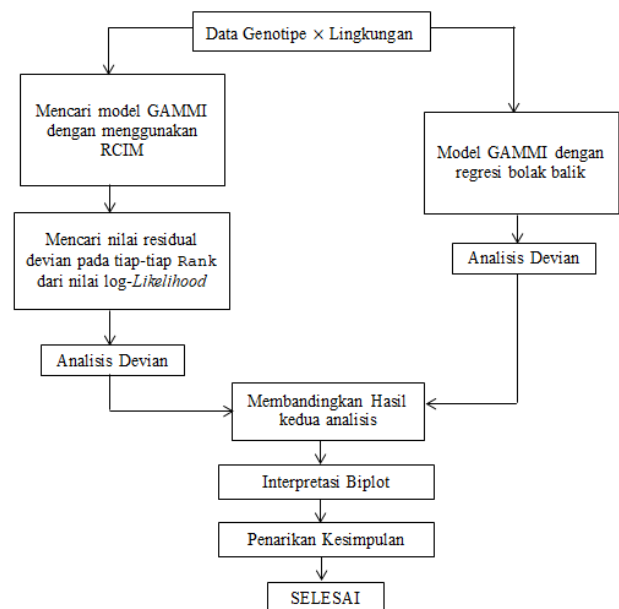 Data Genotipe × Lingkungan
Mencari model GAMMI
dengan menggunakan
RCIM
Model GAMMI dengan
regresi bolak balik
Mencari nilai residual
devian pada tiap-tiap Rank
dari nilai log-Likelihood
Analisis Devian
Analisis Devian
Membandingkan Hasil
kedua analisis
Interpretasi Biplot
Penarikan Kesimpulan
SELESAI